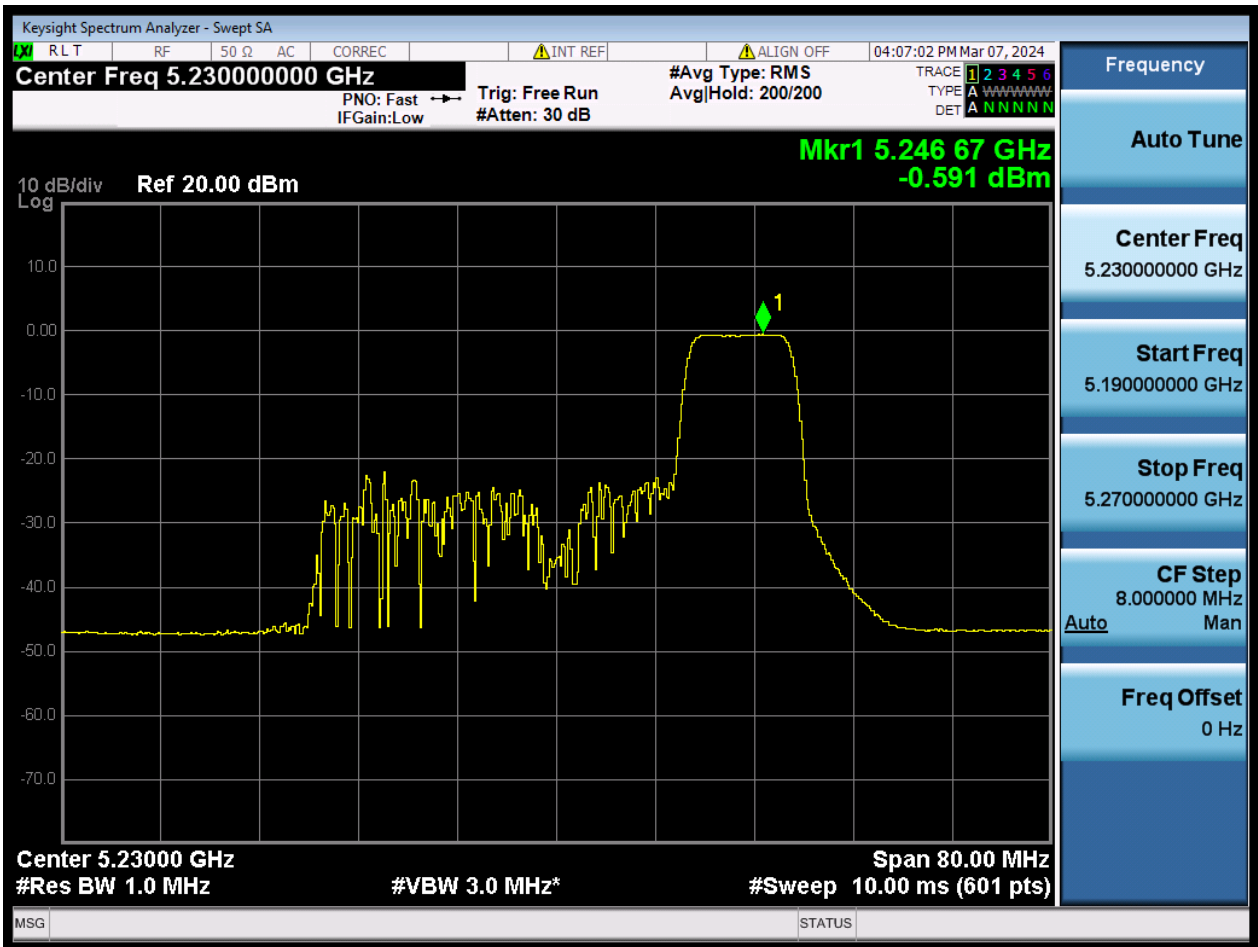 Keysight Spectrum Analyzer - Swept SA
LXI RLT RF 50 Ω AC CORREC INT REF ALIGN OFF 04:07:02 PM Mar 07, 2024
Center Freq 5.230000000 GHz
PNO: Fast
IFGain:Low
Trig: Free Run
#Atten: 30 dB
#Avg Type: RMS
Avg|Hold: 200/200
TRACE 1 2 3 4 5 6
TYPE A WWWWW
DET A N N N N N
Mkr1 5.246 67 GHz
-0.591 dBm
10 dB/div Ref 20.00 dBm
Log
10.0
0.00
-10.0
-20.0
-30.0
-40.0
-50.0
-60.0
-70.0
1
Center 5.23000 GHz Span 80.00 MHz
#Res BW 1.0 MHz #VBW 3.0 MHz* #Sweep 10.00 ms (601 pts)
MSG STATUS
Frequency
Auto Tune
Center Freq
5.230000000 GHz
Start Freq
5.190000000 GHz
Stop Freq
5.270000000 GHz
CF Step
8.000000 MHz
Auto Man
Freq Offset
0 Hz